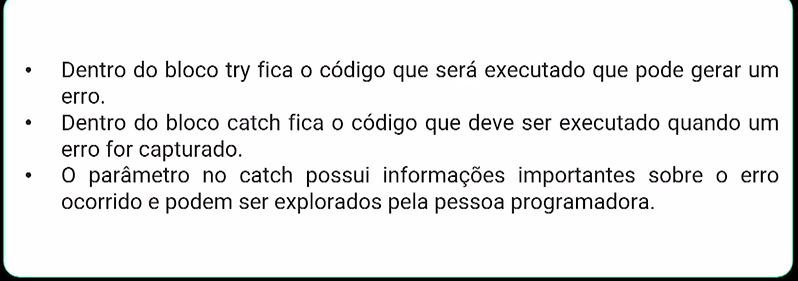 • Dentro do bloco try fica o código que será executado que pode gerar um
erro.
• Dentro do bloco catch fica o código que deve ser executado quando um
erro for capturado.
• O parâmetro no catch possui informações importantes sobre o erro
ocorrido e podem ser explorados pela pessoa programadora.